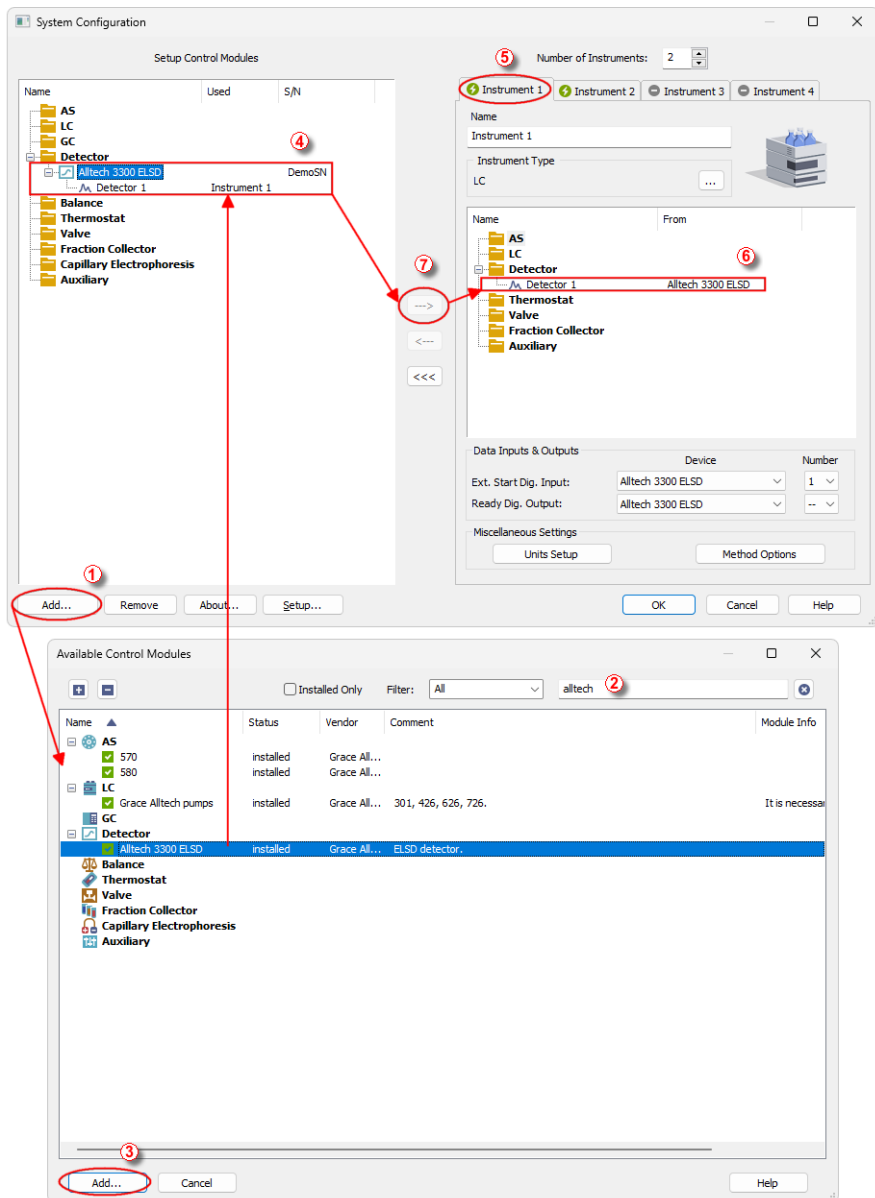 System Configuration
Setup Control Modules
⑤
Number of Instruments: 2
Name Used S/N
AS
LC
GC
④
Detector
Alltech 3300 ELSD DemoSN
Detector 1 Instrument 1
Balance
Thermostat
Valve
Fraction Collector
Capillary Electrophoresis
Auxiliary
⑦
--->
<---
<<<
Instrument 1 Instrument 2 Instrument 3 Instrument 4
Name
Instrument 1
Instrument Type
LC ...
Name From
AS
LC
⑥
Detector
Detector 1 Alltech 3300 ELSD
Thermostat
Valve
Fraction Collector
Auxiliary
Data Inputs & Outputs
Device Number
Ext. Start Dig. Input: Alltech 3300 ELSD 1
Ready Dig. Output: Alltech 3300 ELSD --
Miscellaneous Settings
Units Setup Method Options
①
Add... Remove About... Setup... OK Cancel Help
Available Control Modules
Installed Only Filter: All alltech ②
Name Status Vendor Comment Module Info
AS
570 installed Grace All...
580 installed Grace All...
LC
Grace Alltech pumps installed Grace All... 301, 426, 626, 726. It is necessar
GC
Detector
Alltech 3300 ELSD installed Grace All... ELSD detector.
Balance
Thermostat
Valve
Fraction Collector
Capillary Electrophoresis
Auxiliary
③
Add... Cancel Help